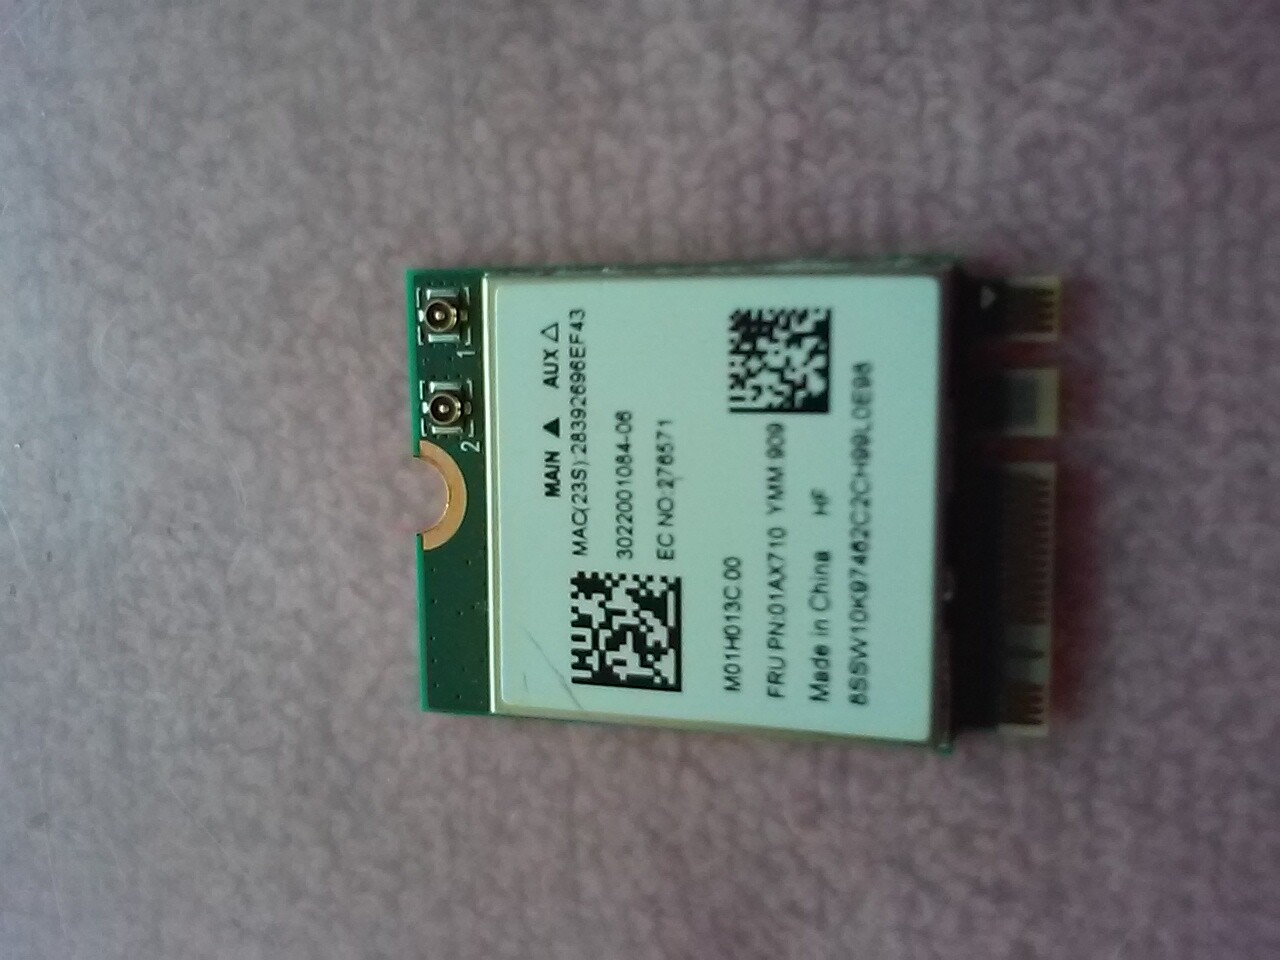 MAIN ▲ AUX △
MAC(23S):28392696EF43
3022001084-06
EC NO:276571
M01H013C 00
FRU PN:01AX710 YMM 909
Made in China HF
8SSW10K97462C2CH99L0E96
1
2